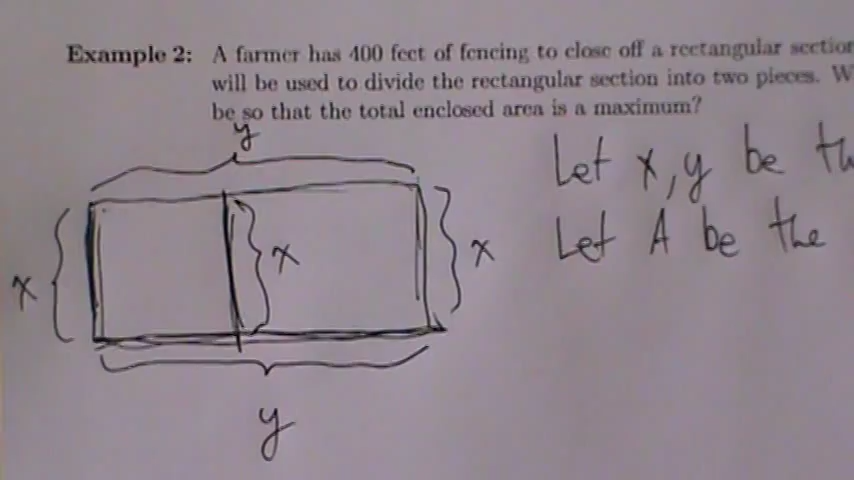 Example 2: A farmer has 400 feet of fencing to close off a rectangular section
will be used to divide the rectangular section into two pieces. W
be so that the total enclosed area is a maximum?
y
Let x, y be th
Let A be the
x
x
x
y